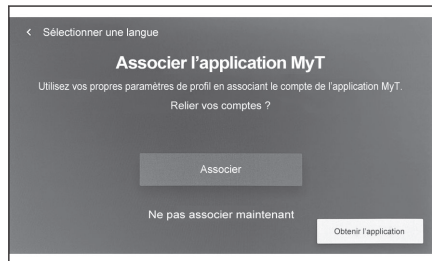 < Sélectionner une langue
Associer l’application MyT
Utilisez vos propres paramètres de profil en associant le compte de l’application MyT.
Relier vos comptes ?
Associer
Ne pas associer maintenant
Obtenir l’application